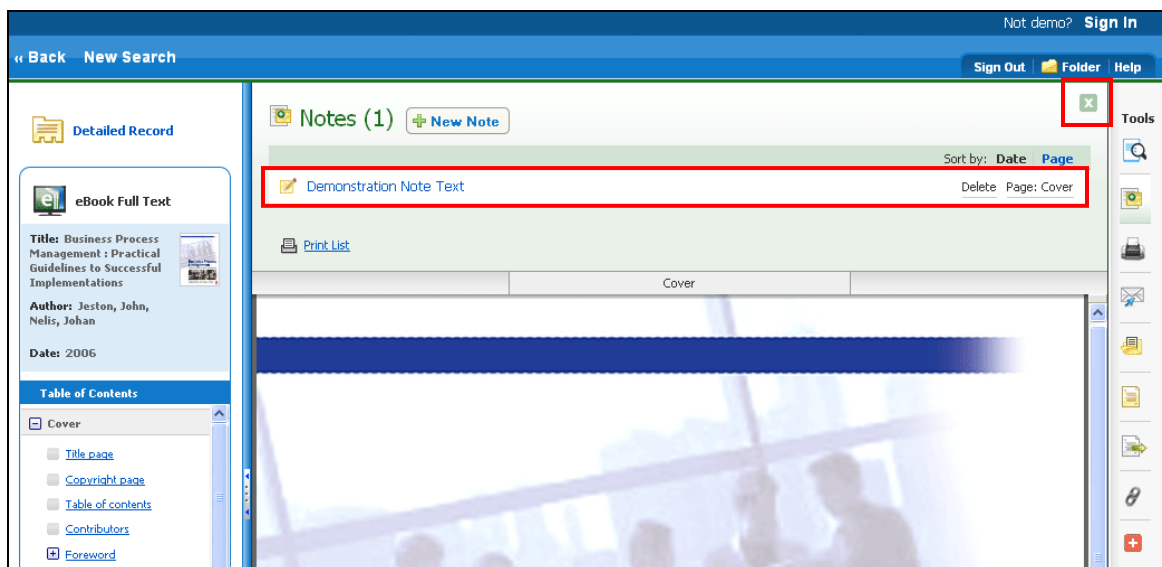 Not demo? Sign In
‹‹ Back New Search
Sign Out Folder Help
Detailed Record
eBook Full Text
Title: Business Process
Management : Practical
Guidelines to Successful
Implementations
Author: Jeston, John,
Nelis, Johan
Date: 2006
Table of Contents
Cover
Title page
Copyright page
Table of contents
Contributors
Foreword
Notes (1) New Note
Sort by: Date Page
Demonstration Note Text Delete Page: Cover
Print List
Cover
Tools